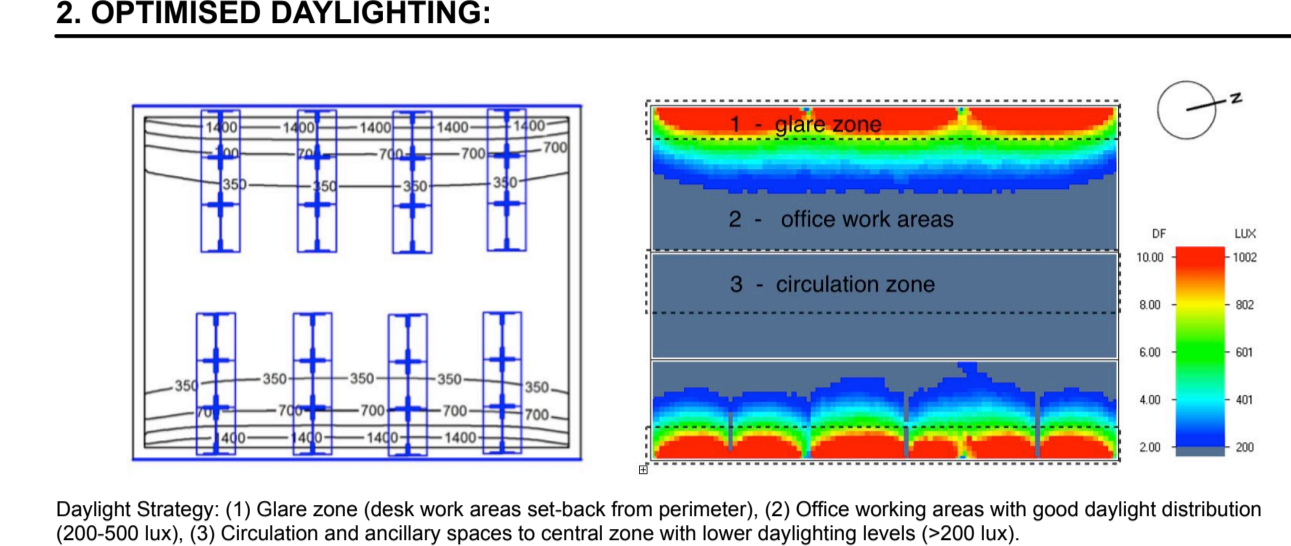 2. OPTIMISED DAYLIGHTING:
1400 1400 1400 1400 1400
700 700 700 700 700
350 350 350 350
350 350 350 350 350
700 700 700 700 700
1400 1400 1400 1400
1 - glare zone
2 - office work areas
3 - circulation zone
N
DF LUX
10.00 1002
8.00 802
6.00 601
4.00 401
2.00 200
Daylight Strategy: (1) Glare zone (desk work areas set-back from perimeter), (2) Office working areas with good daylight distribution
(200-500 lux), (3) Circulation and ancillary spaces to central zone with lower daylighting levels (>200 lux).